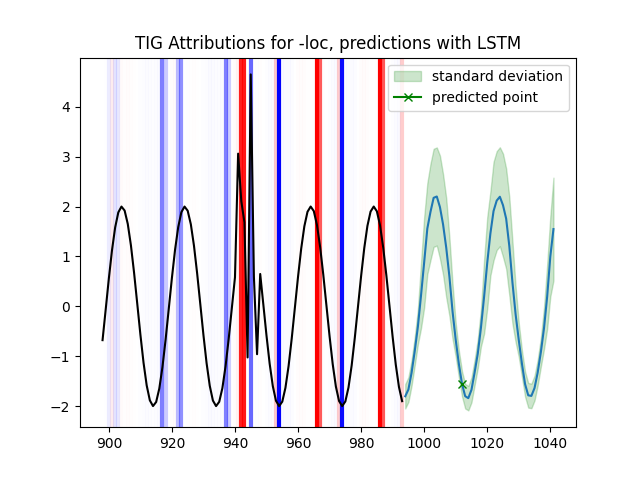 TIG Attributions for -loc, predictions with LSTM
standard deviation
predicted point
4
3
2
1
0
−1
−2
900 920 940 960 980 1000 1020 1040